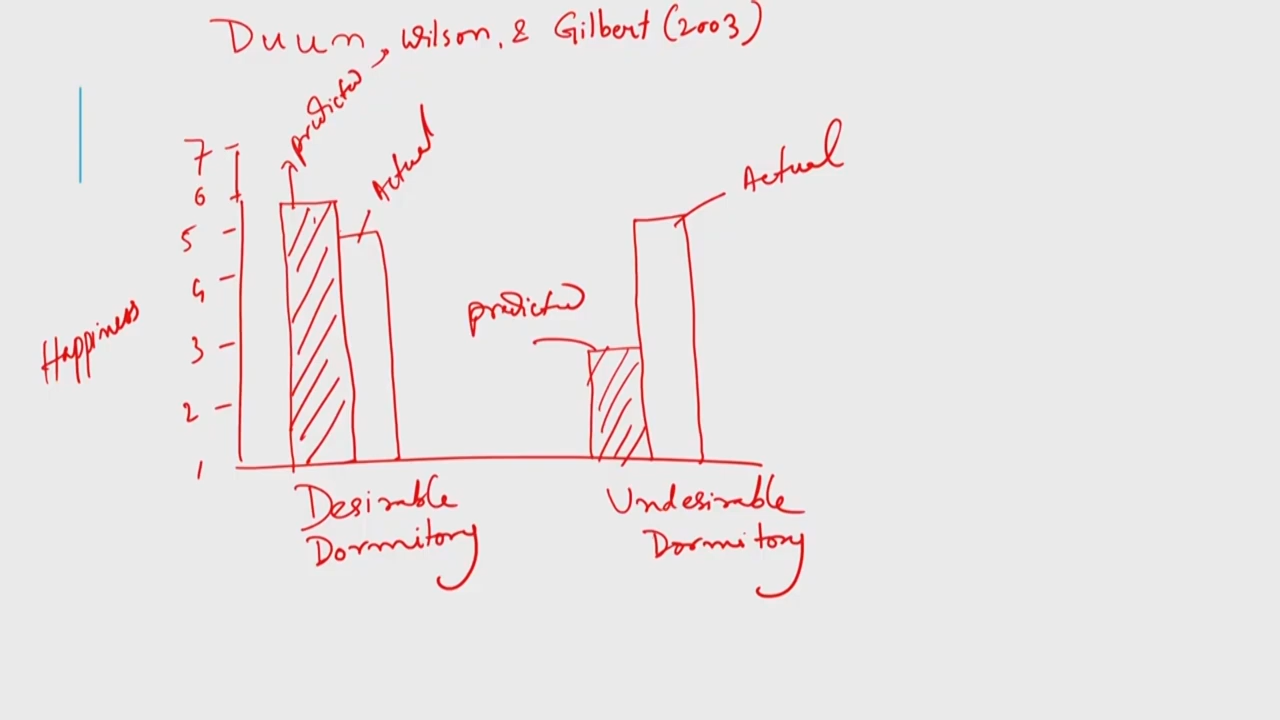 Duun, Wilson, & Gilbert (2003)
predicted
Actual
Actual
7
6
5
4
3
2
1
Happiness
predicted
Desirable
Dormitory
Undesirable
Dormitory